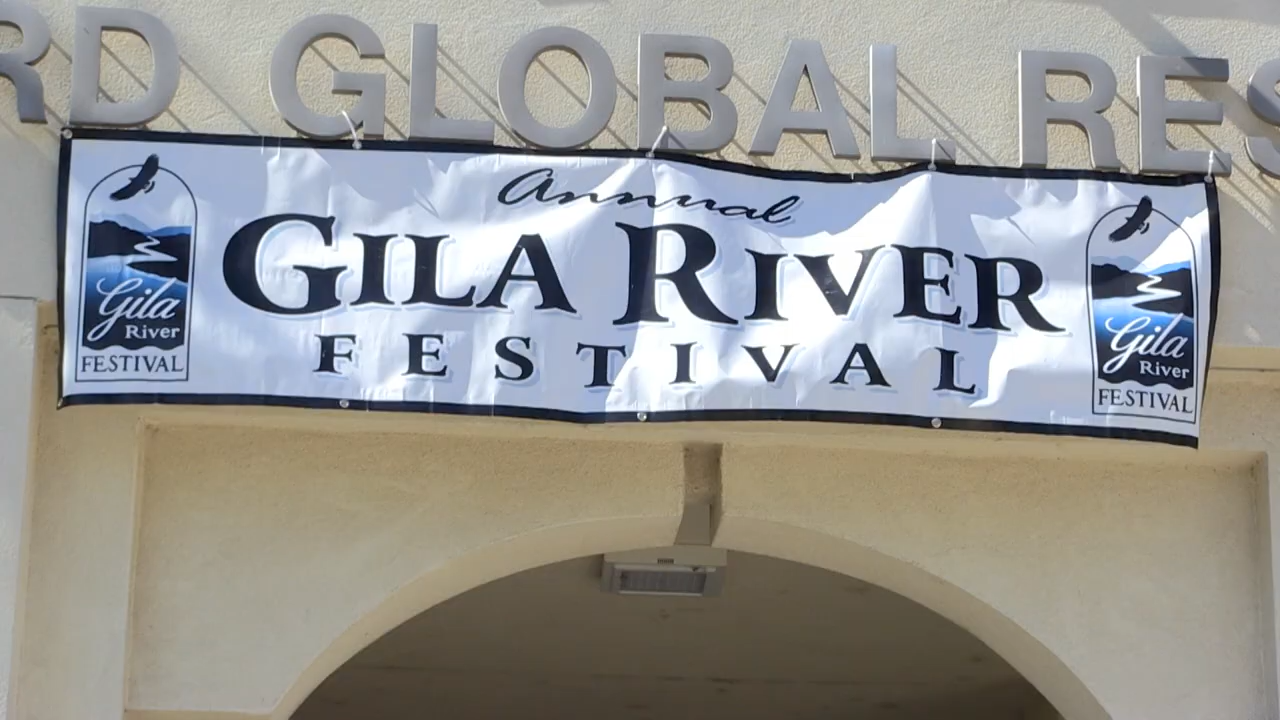 RD GLOBAL RES
Annual
GILA RIVER
FESTIVAL
Gila
River
FESTIVAL
Gila
River
FESTIVAL